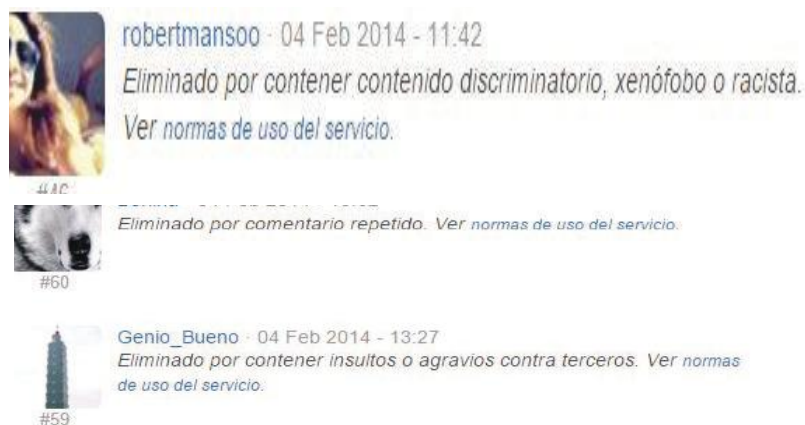 robertmansoo · 04 Feb 2014 - 11:42
Eliminado por contener contenido discriminatorio, xenófobo o racista.
Ver normas de uso del servicio.
Eliminado por comentario repetido. Ver normas de uso del servicio.
#60
Genio_Bueno · 04 Feb 2014 - 13:27
Eliminado por contener insultos o agravios contra terceros. Ver normas
de uso del servicio.
#59